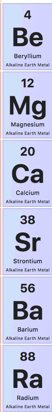 4
Be
Beryllium
Alkaline Earth Metal
12
Mg
Magnesium
Alkaline Earth Metal
20
Ca
Calcium
Alkaline Earth Metal
38
Sr
Strontium
Alkaline Earth Metal
56
Ba
Barium
Alkaline Earth Metal
88
Ra
Radium
Alkaline Earth Metal